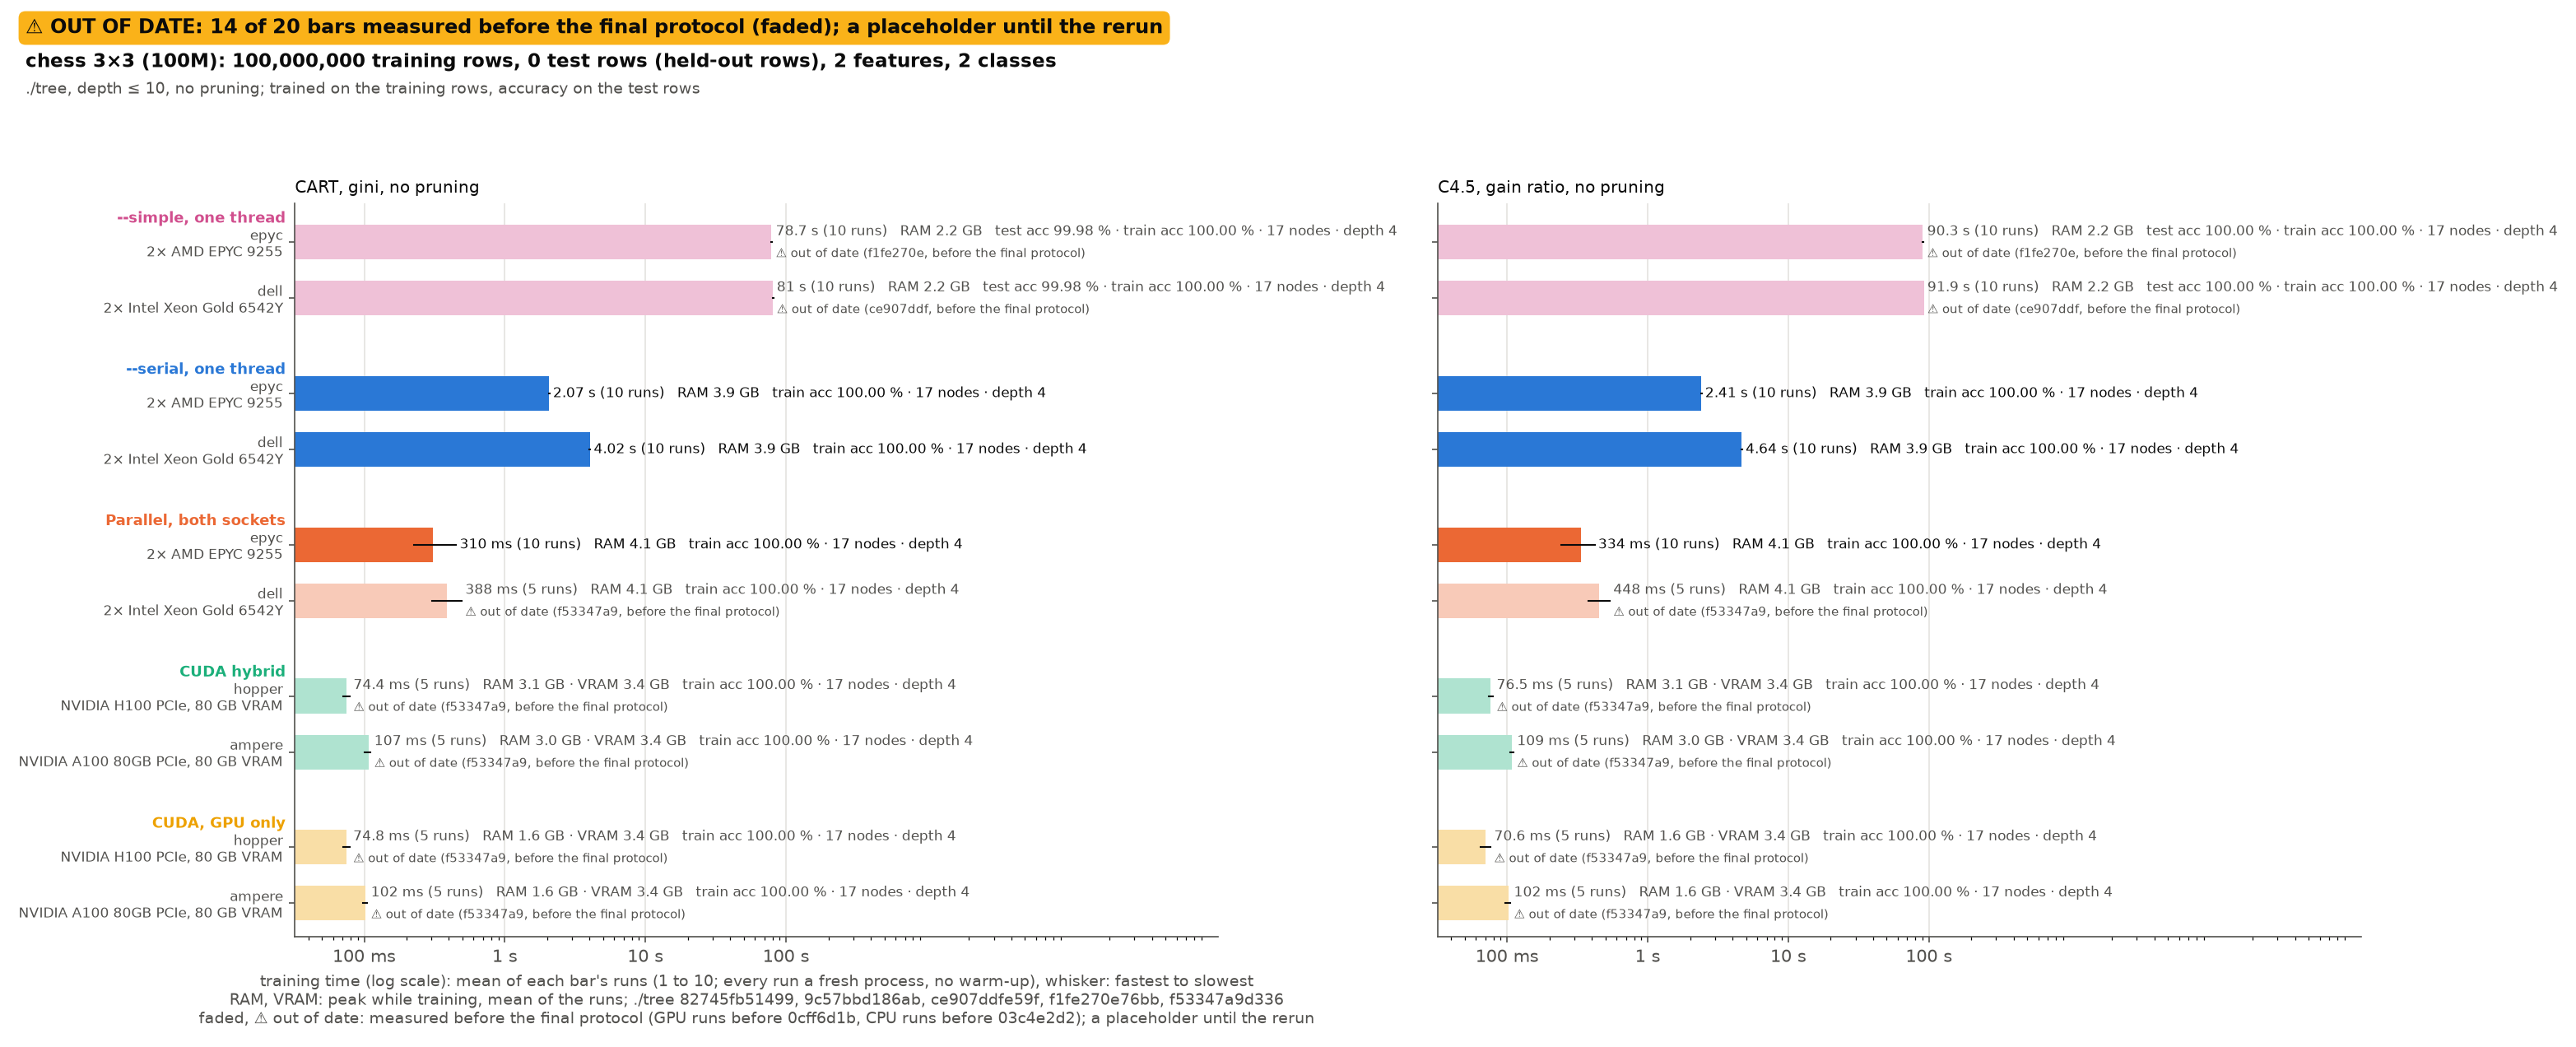 ⚠ OUT OF DATE: 14 of 20 bars measured before the final protocol (faded); a placeholder until the rerun
chess 3×3 (100M): 100,000,000 training rows, 0 test rows (held-out rows), 2 features, 2 classes
./tree, depth ≤ 10, no pruning; trained on the training rows, accuracy on the test rows
CART, gini, no pruning
--simple, one thread
epyc
2× AMD EPYC 9255
78.7 s (10 runs) RAM 2.2 GB test acc 99.98 % · train acc 100.00 % · 17 nodes · depth 4
⚠ out of date (f1fe270e, before the final protocol)
dell
2× Intel Xeon Gold 6542Y
81 s (10 runs) RAM 2.2 GB test acc 99.98 % · train acc 100.00 % · 17 nodes · depth 4
⚠ out of date (ce907ddf, before the final protocol)
--serial, one thread
epyc
2× AMD EPYC 9255
2.07 s (10 runs) RAM 3.9 GB train acc 100.00 % · 17 nodes · depth 4
dell
2× Intel Xeon Gold 6542Y
4.02 s (10 runs) RAM 3.9 GB train acc 100.00 % · 17 nodes · depth 4
Parallel, both sockets
epyc
2× AMD EPYC 9255
310 ms (10 runs) RAM 4.1 GB train acc 100.00 % · 17 nodes · depth 4
dell
2× Intel Xeon Gold 6542Y
388 ms (5 runs) RAM 4.1 GB train acc 100.00 % · 17 nodes · depth 4
⚠ out of date (f53347a9, before the final protocol)
CUDA hybrid
hopper
NVIDIA H100 PCIe, 80 GB VRAM
74.4 ms (5 runs) RAM 3.1 GB · VRAM 3.4 GB train acc 100.00 % · 17 nodes · depth 4
⚠ out of date (f53347a9, before the final protocol)
ampere
NVIDIA A100 80GB PCIe, 80 GB VRAM
107 ms (5 runs) RAM 3.0 GB · VRAM 3.4 GB train acc 100.00 % · 17 nodes · depth 4
⚠ out of date (f53347a9, before the final protocol)
CUDA, GPU only
hopper
NVIDIA H100 PCIe, 80 GB VRAM
74.8 ms (5 runs) RAM 1.6 GB · VRAM 3.4 GB train acc 100.00 % · 17 nodes · depth 4
⚠ out of date (f53347a9, before the final protocol)
ampere
NVIDIA A100 80GB PCIe, 80 GB VRAM
102 ms (5 runs) RAM 1.6 GB · VRAM 3.4 GB train acc 100.00 % · 17 nodes · depth 4
⚠ out of date (f53347a9, before the final protocol)
100 ms 1 s 10 s 100 s
training time (log scale): mean of each bar's runs (1 to 10; every run a fresh process, no warm-up), whisker: fastest to slowest
RAM, VRAM: peak while training, mean of the runs; ./tree 82745fb51499, 9c57bbd186ab, ce907ddfe59f, f1fe270e76bb, f53347a9d336
faded, ⚠ out of date: measured before the final protocol (GPU runs before 0cff6d1b, CPU runs before 03c4e2d2); a placeholder until the rerun
C4.5, gain ratio, no pruning
90.3 s (10 runs) RAM 2.2 GB test acc 100.00 % · train acc 100.00 % · 17 nodes · depth 4
⚠ out of date (f1fe270e, before the final protocol)
91.9 s (10 runs) RAM 2.2 GB test acc 100.00 % · train acc 100.00 % · 17 nodes · depth 4
⚠ out of date (ce907ddf, before the final protocol)
2.41 s (10 runs) RAM 3.9 GB train acc 100.00 % · 17 nodes · depth 4
4.64 s (10 runs) RAM 3.9 GB train acc 100.00 % · 17 nodes · depth 4
334 ms (10 runs) RAM 4.1 GB train acc 100.00 % · 17 nodes · depth 4
448 ms (5 runs) RAM 4.1 GB train acc 100.00 % · 17 nodes · depth 4
⚠ out of date (f53347a9, before the final protocol)
76.5 ms (5 runs) RAM 3.1 GB · VRAM 3.4 GB train acc 100.00 % · 17 nodes · depth 4
⚠ out of date (f53347a9, before the final protocol)
109 ms (5 runs) RAM 3.0 GB · VRAM 3.4 GB train acc 100.00 % · 17 nodes · depth 4
⚠ out of date (f53347a9, before the final protocol)
70.6 ms (5 runs) RAM 1.6 GB · VRAM 3.4 GB train acc 100.00 % · 17 nodes · depth 4
⚠ out of date (f53347a9, before the final protocol)
102 ms (5 runs) RAM 1.6 GB · VRAM 3.4 GB train acc 100.00 % · 17 nodes · depth 4
⚠ out of date (f53347a9, before the final protocol)
100 ms 1 s 10 s 100 s